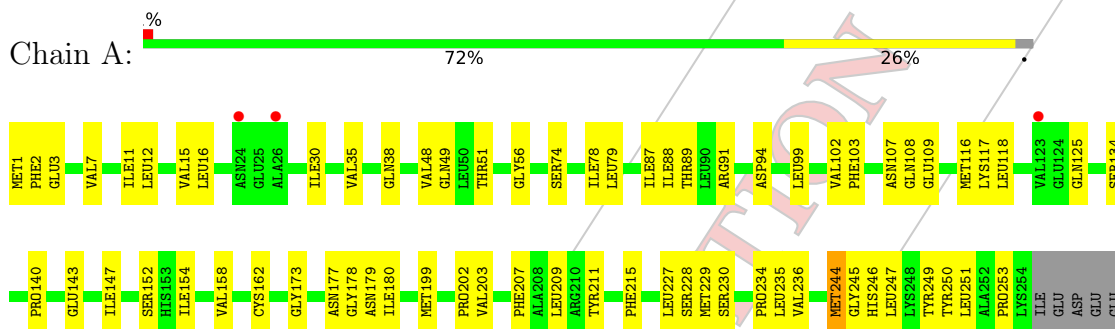 .%
Chain A:
72% 26% .
MET1 PHE2 GLU3 VAL7 ILE11 LEU12 VAL15 LEU16 ASN24 GLU25 ALA26 ILE30 VAL35 GLN38 VAL48 GLN49 LEU50 THR51 GLY56 SER74 ILE78 LEU79 ILE87 ILE88 THR89 LEU90 ARG91 ASP94 LEU99 VAL102 PHE103 ASN107 GLN108 GLU109 MET116 LYS117 LEU118 VAL123 GLU124 GLN125 SER134
PRO140 GLU143 ILE147 SER152 HIS153 ILE154 VAL158 CYS162 GLY173 ASN177 GLY178 ASN179 ILE180 MET199 PRO202 VAL203 PHE207 ALA208 LEU209 ARG210 TYR211 PHE215 LEU227 SER228 MET229 SER230 PRO234 LEU235 VAL236 MET244 GLY245 HIS246 LEU247 LYS248 TYR249 TYR250 LEU251 ALA252 PRO253 LYS254 ILE GLU ASP GLU